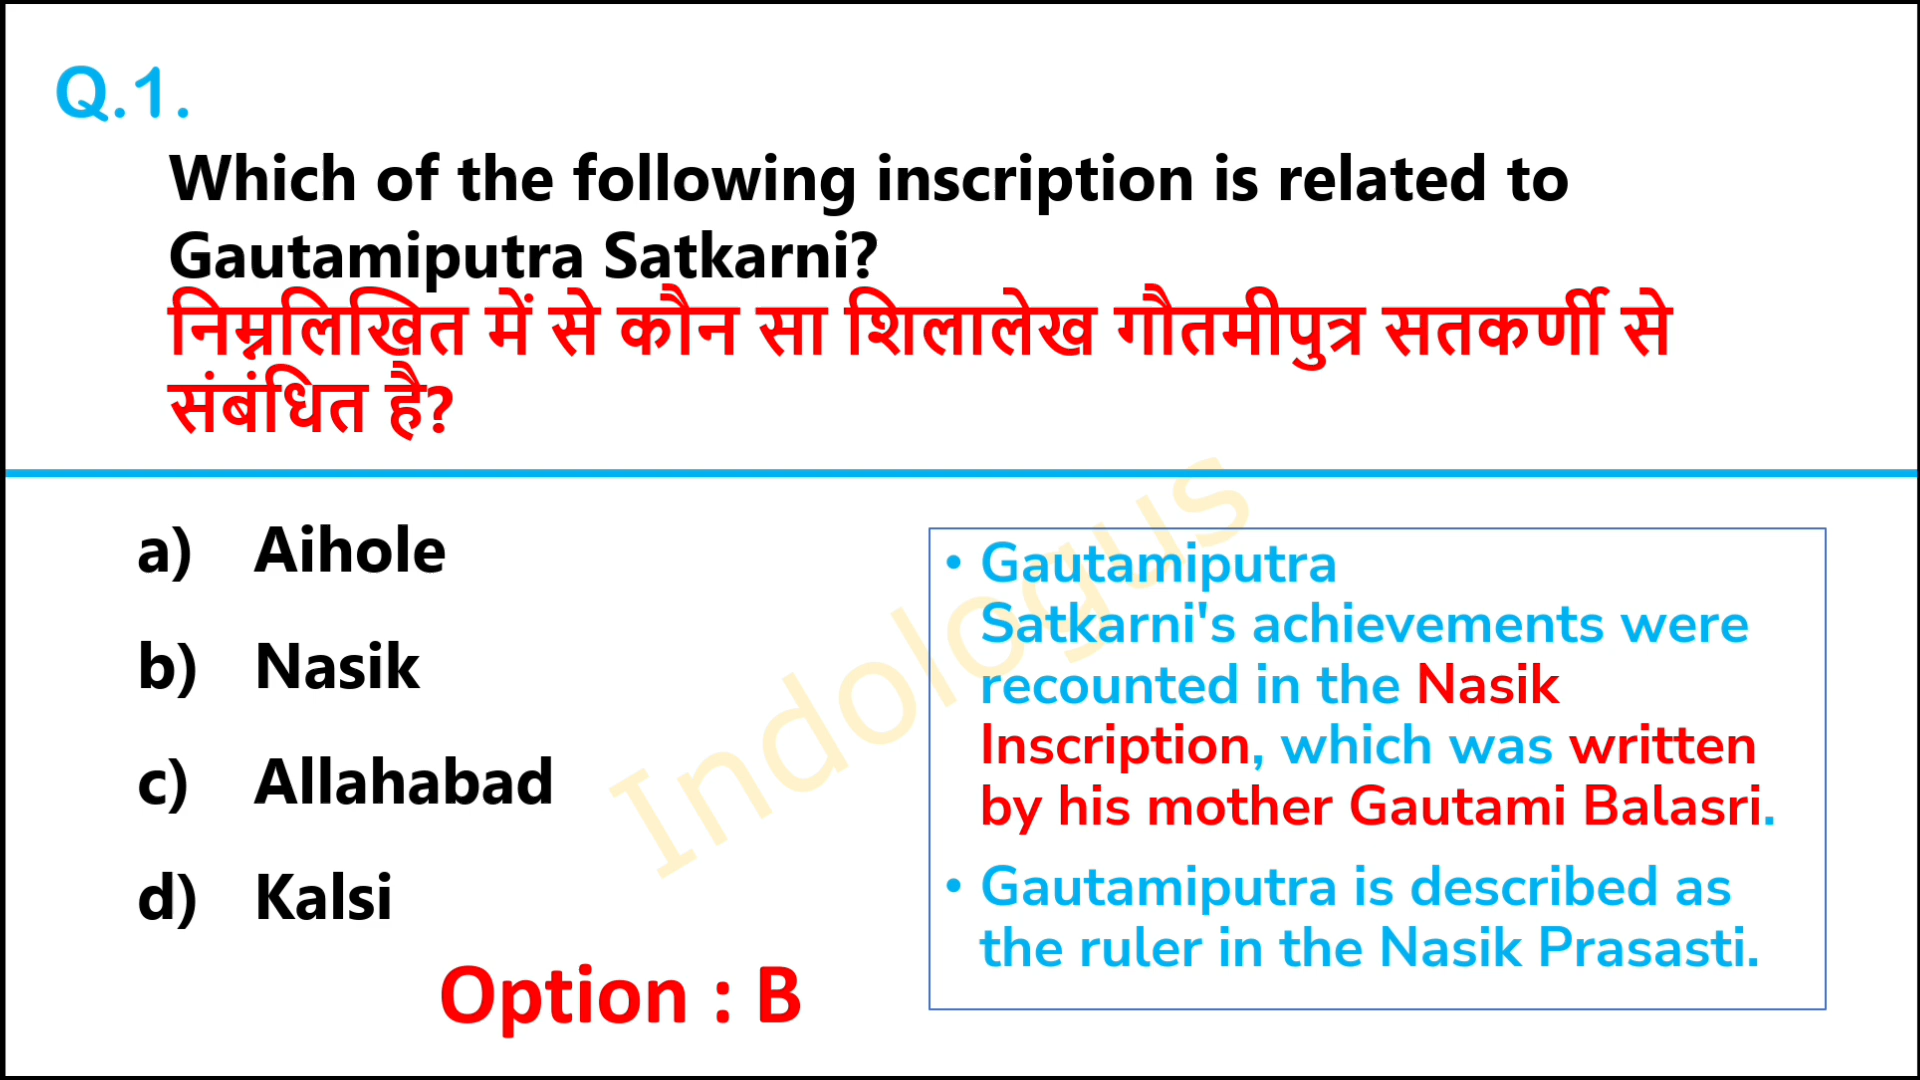 Q.1.
Which of the following inscription is related to
Gautamiputra Satkarni?
निम्नलिखित में से कौन सा शिलालेख गौतमीपुत्र सतकर्णी से
संबंधित है?
a) Aihole
b) Nasik
c) Allahabad
d) Kalsi
Option : B
• Gautamiputra
Satkarni's achievements were
recounted in the Nasik
Inscription, which was written
by his mother Gautami Balasri.
• Gautamiputra is described as
the ruler in the Nasik Prasasti.
Indologus